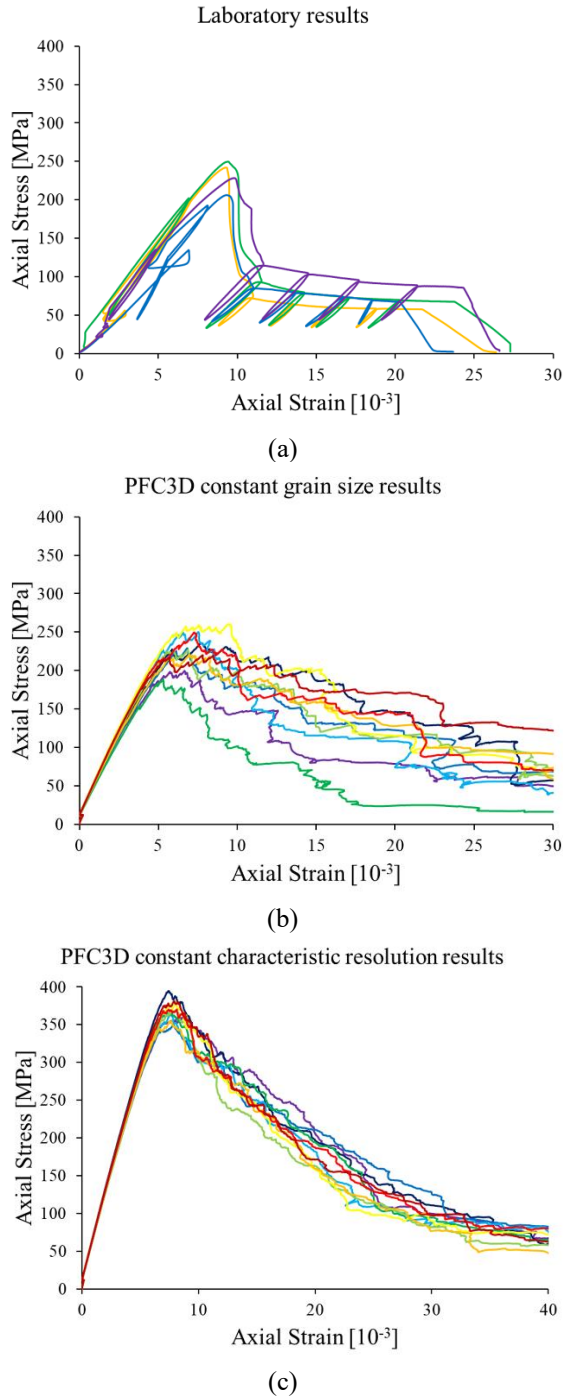 Laboratory results
Axial Stress [MPa]
400
350
300
250
200
150
100
50
0
0 5 10 15 20 25 30
Axial Strain [10⁻³]
(a)
PFC3D constant grain size results
Axial Stress [MPa]
400
350
300
250
200
150
100
50
0
0 5 10 15 20 25 30
Axial Strain [10⁻³]
(b)
PFC3D constant characteristic resolution results
Axial Stress [MPa]
400
350
300
250
200
150
100
50
0
0 10 20 30 40
Axial Strain [10⁻³]
(c)